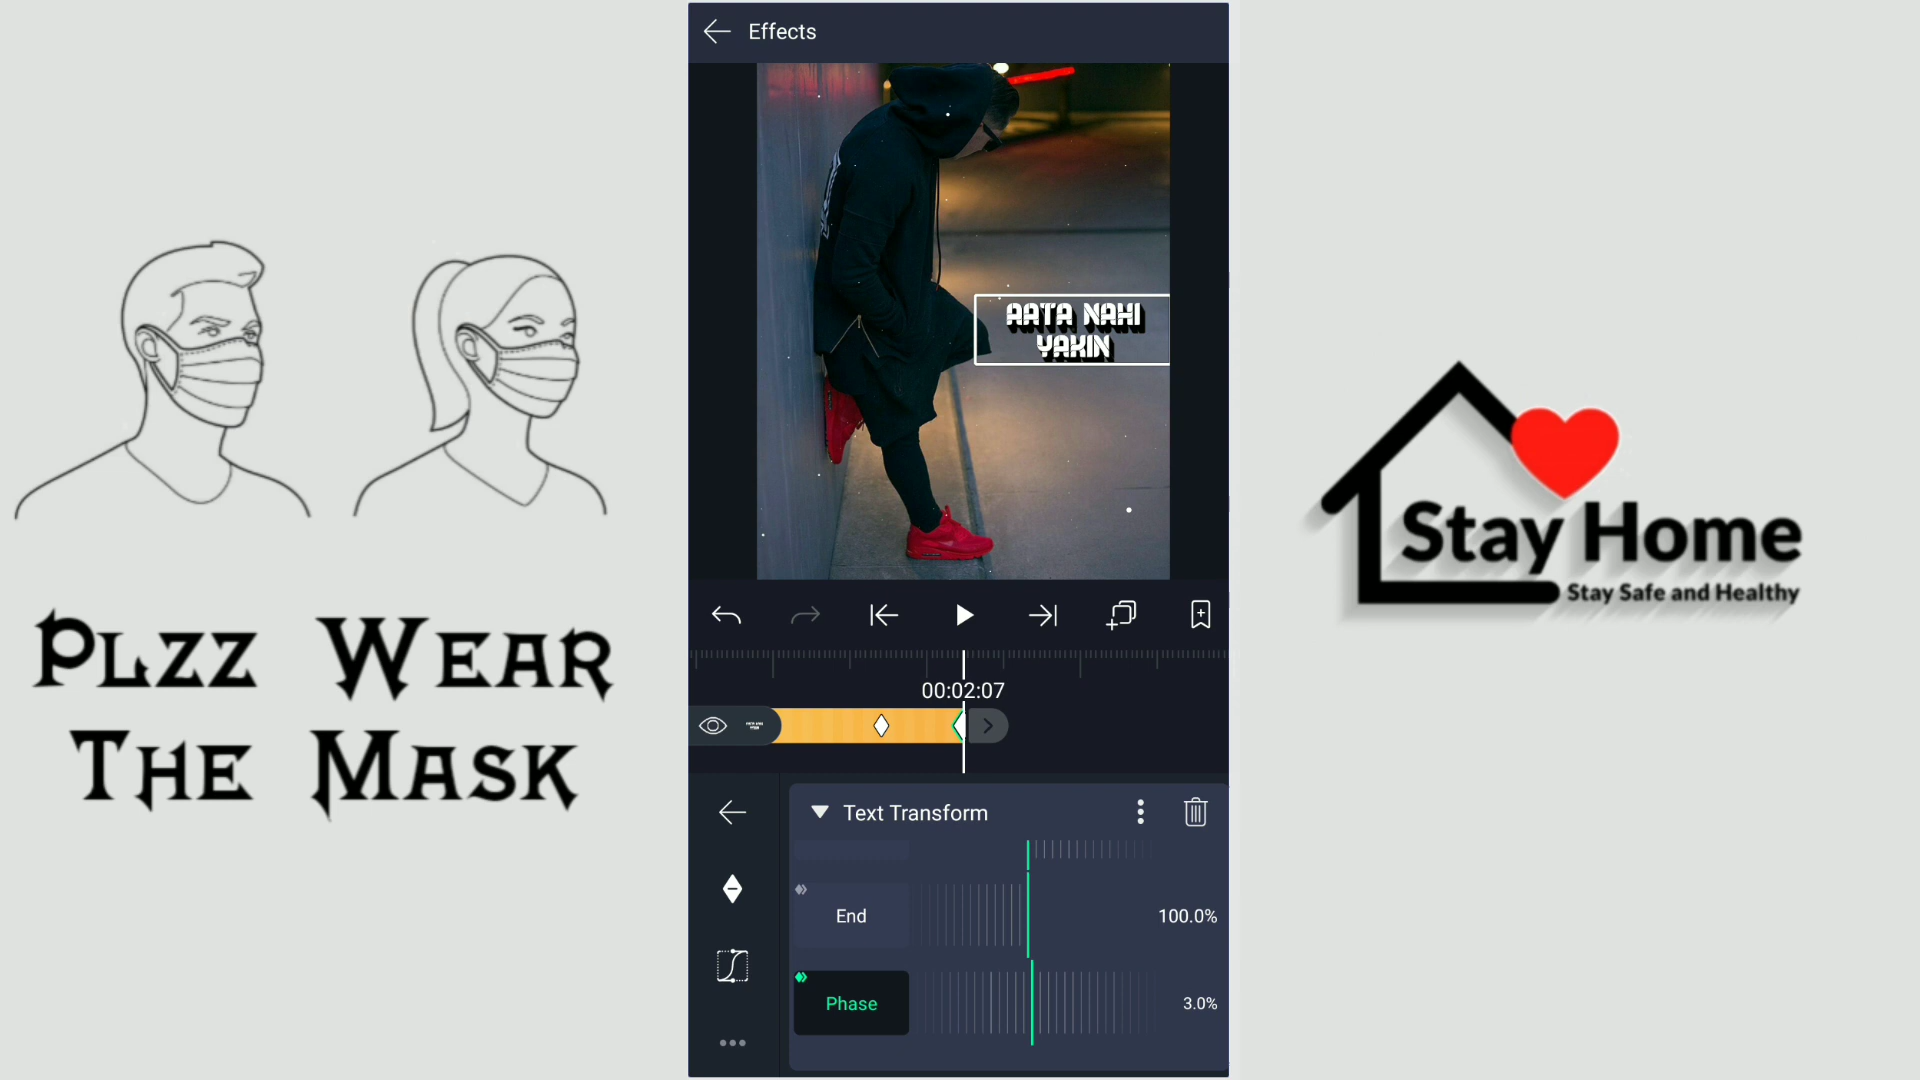 Effects
AATA NAHI
YAKIN
00:02:07
Text Transform
End
100.0%
Phase
3.0%
PLZZ WEAR
THE MASK
Stay Home
Stay Safe and Healthy